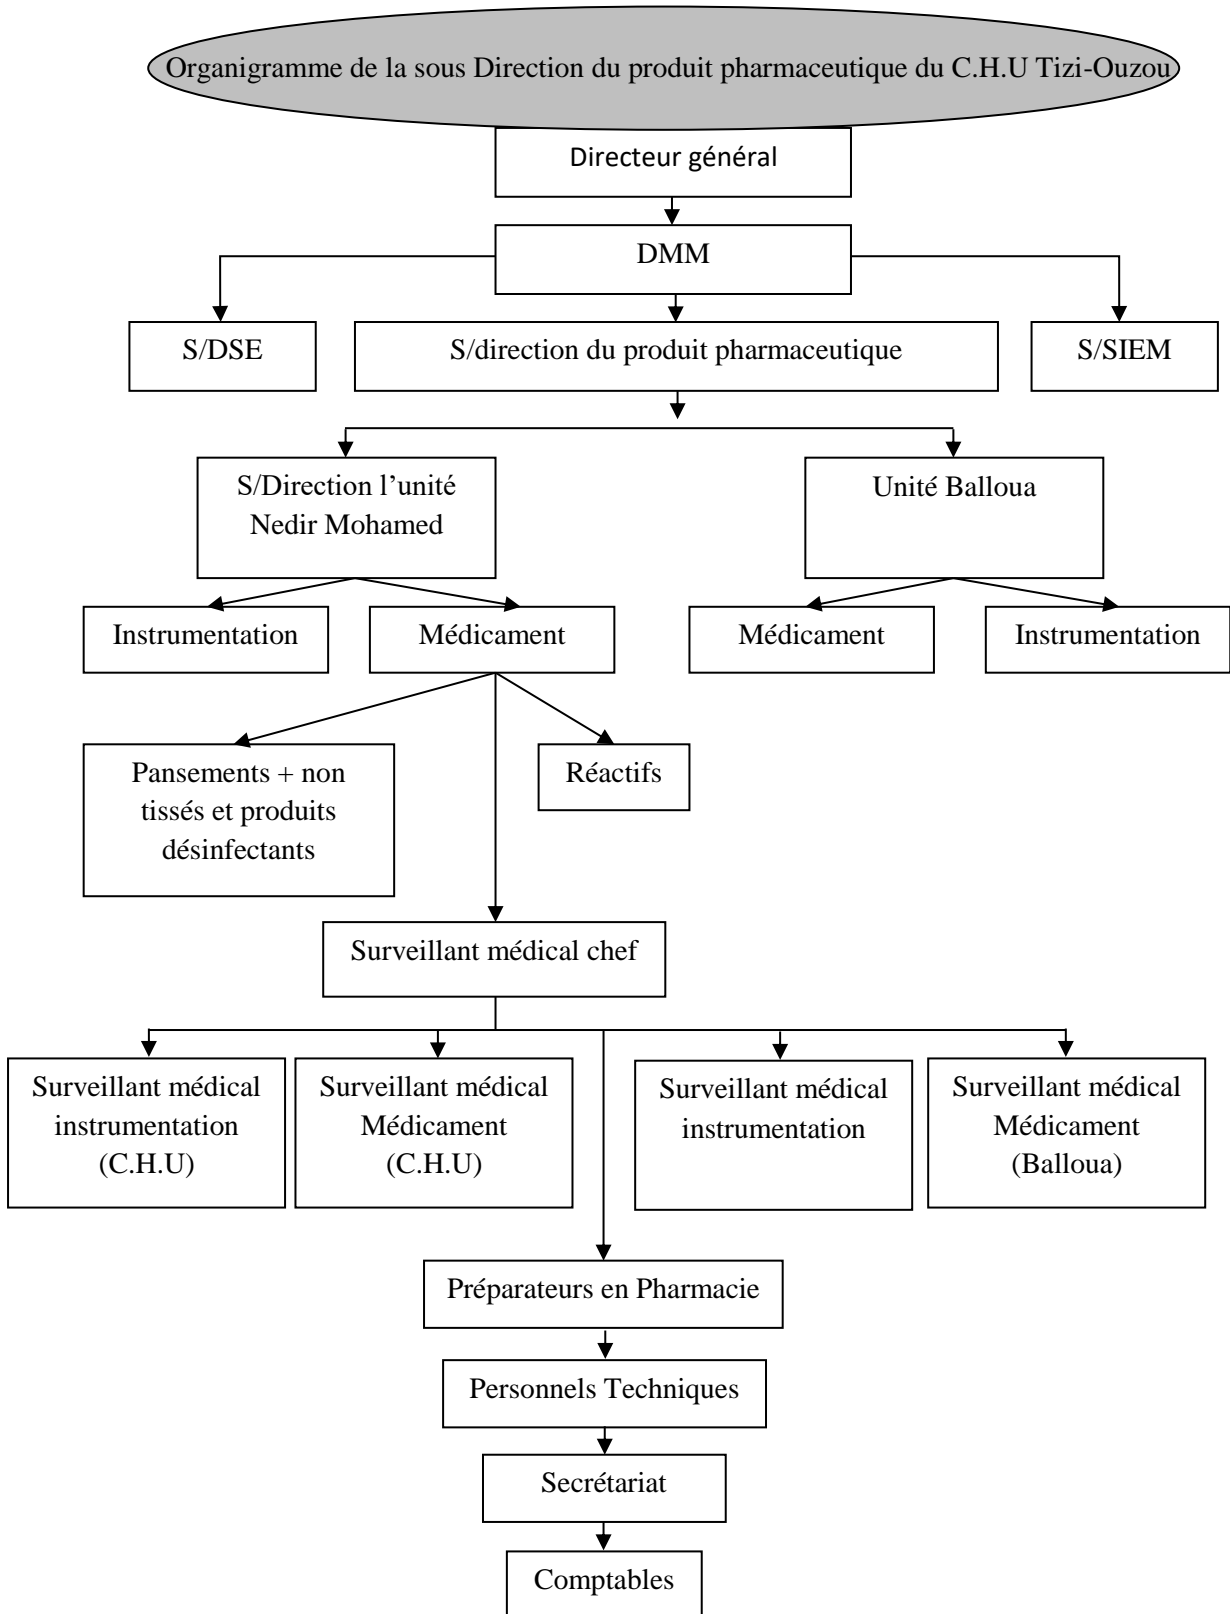 Organigramme de la sous Direction du produit pharmaceutique du C.H.U Tizi-Ouzou
Directeur général
DMM
S/DSE
S/direction du produit pharmaceutique
S/SIEM
S/Direction l’unité
Nedir Mohamed
Unité Balloua
Instrumentation
Médicament
Médicament
Instrumentation
Pansements + non
tissés et produits
désinfectants
Réactifs
Surveillant médical chef
Surveillant médical
instrumentation
(C.H.U)
Surveillant médical
Médicament
(C.H.U)
Surveillant médical
instrumentation
Surveillant médical
Médicament
(Balloua)
Préparateurs en Pharmacie
Personnels Techniques
Secrétariat
Comptables